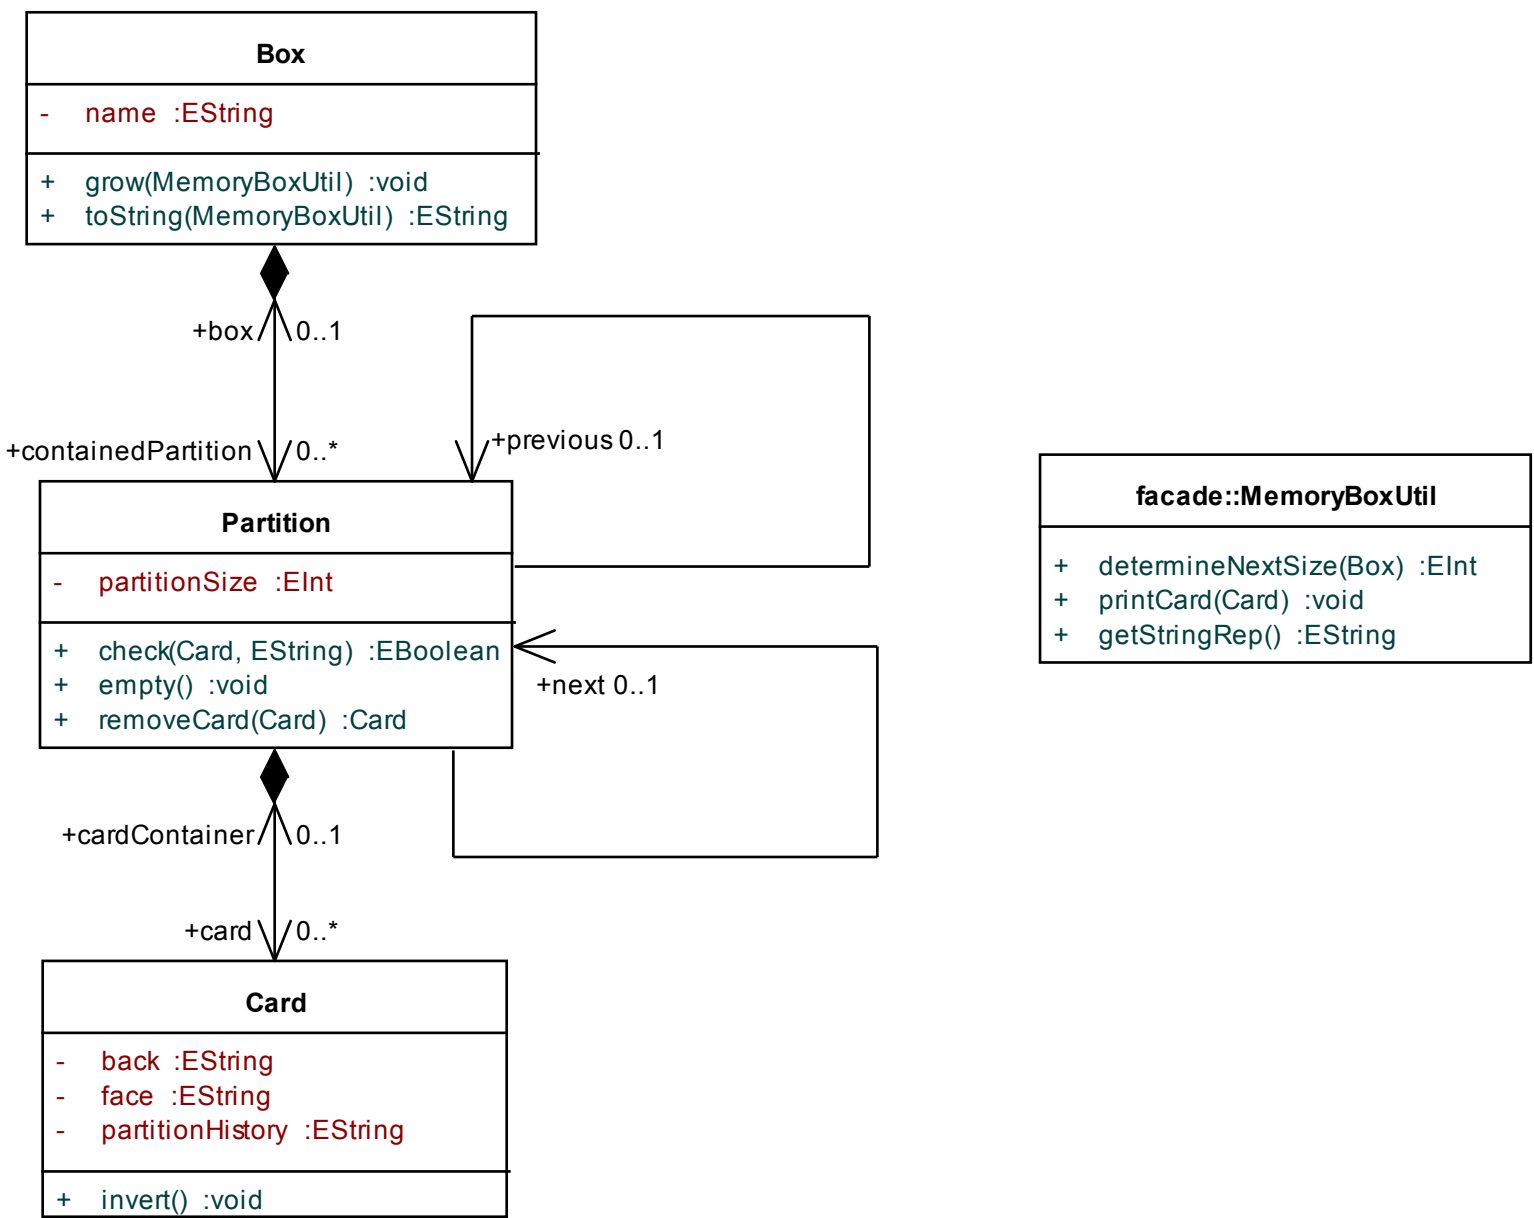 Box
- name :EString
+ grow(MemoryBoxUtil) :void
+ toString(MemoryBoxUtil) :EString
+box 0..1
+containedPartition 0..*
+previous 0..1
Partition
- partitionSize :EInt
+ check(Card, EString) :EBoolean
+ empty() :void
+ removeCard(Card) :Card
+next 0..1
facade::MemoryBoxUtil
+ determineNextSize(Box) :EInt
+ printCard(Card) :void
+ getStringRep() :EString
+cardContainer 0..1
+card 0..*
Card
- back :EString
- face :EString
- partitionHistory :EString
+ invert() :void